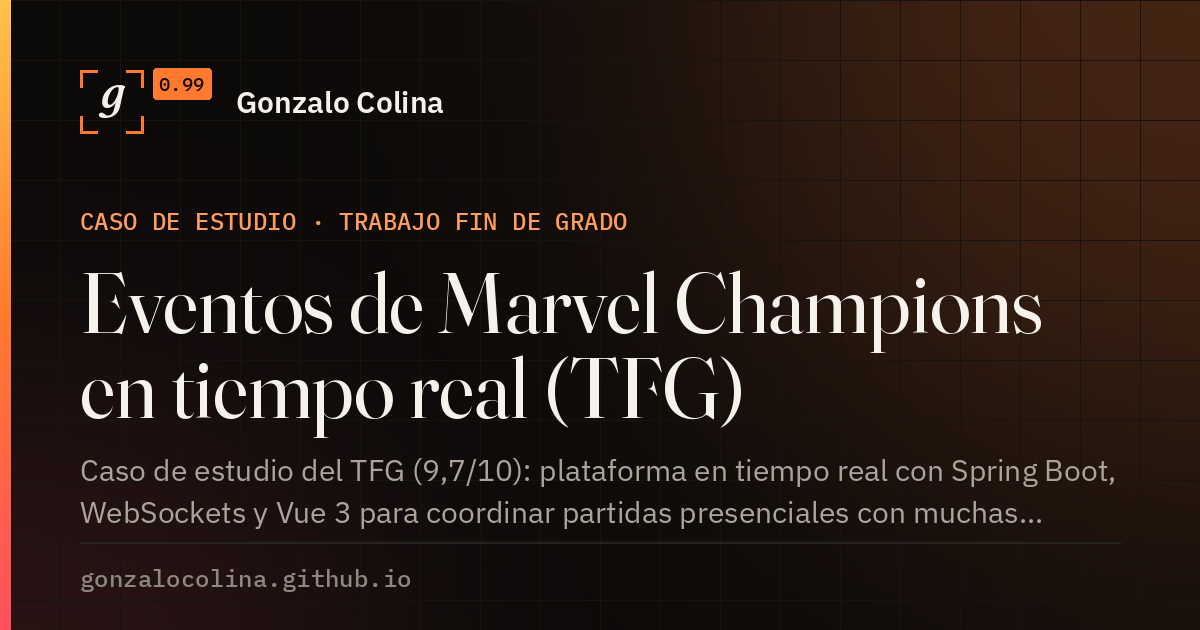 g
0.99
Gonzalo Colina
CASO DE ESTUDIO · TRABAJO FIN DE GRADO
Eventos de Marvel Champions
en tiempo real (TFG)
Caso de estudio del TFG (9,7/10): plataforma en tiempo real con Spring Boot,
WebSockets y Vue 3 para coordinar partidas presenciales con muchas…
gonzalocolina.github.io